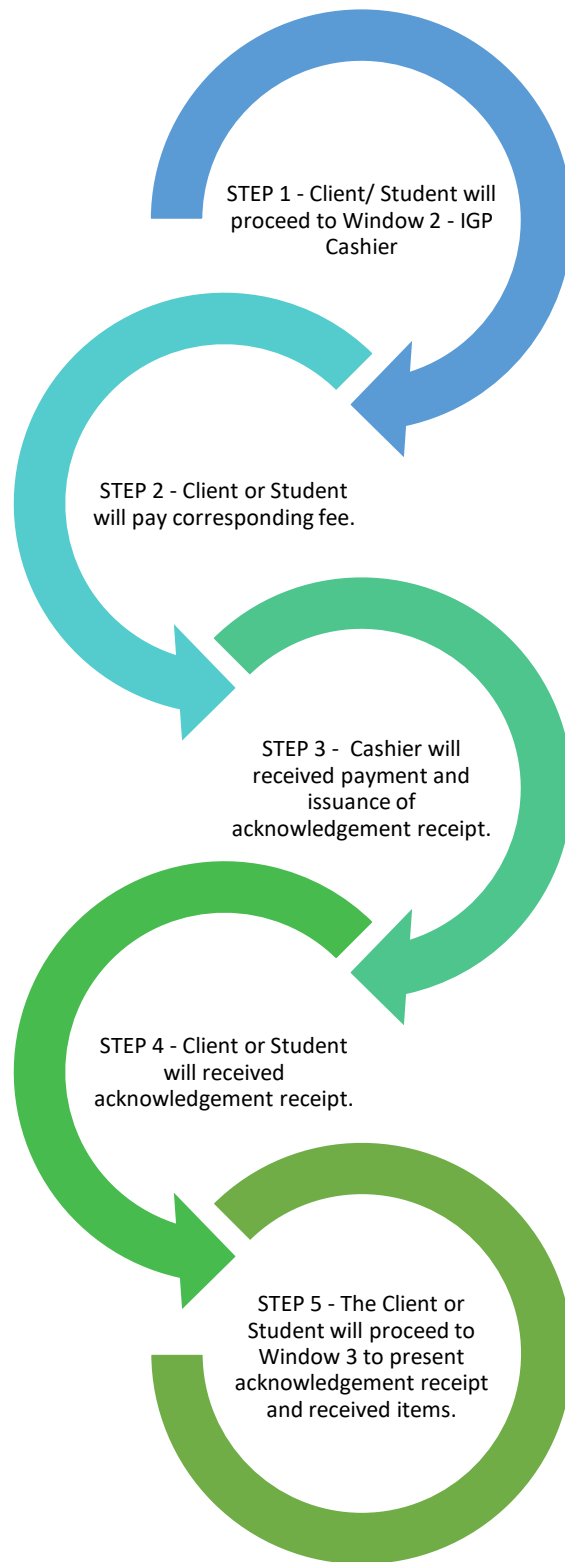 STEP 1 - Client/ Student will
proceed to Window 2 - IGP
Cashier
STEP 2 - Client or Student
will pay corresponding fee.
STEP 3 -  Cashier will
received payment and
issuance of
acknowledgement receipt.
STEP 4 - Client or Student
will received
acknowledgement receipt.
STEP 5 - The Client or
Student will proceed to
Window 3 to present
acknowledgement receipt
and received items.